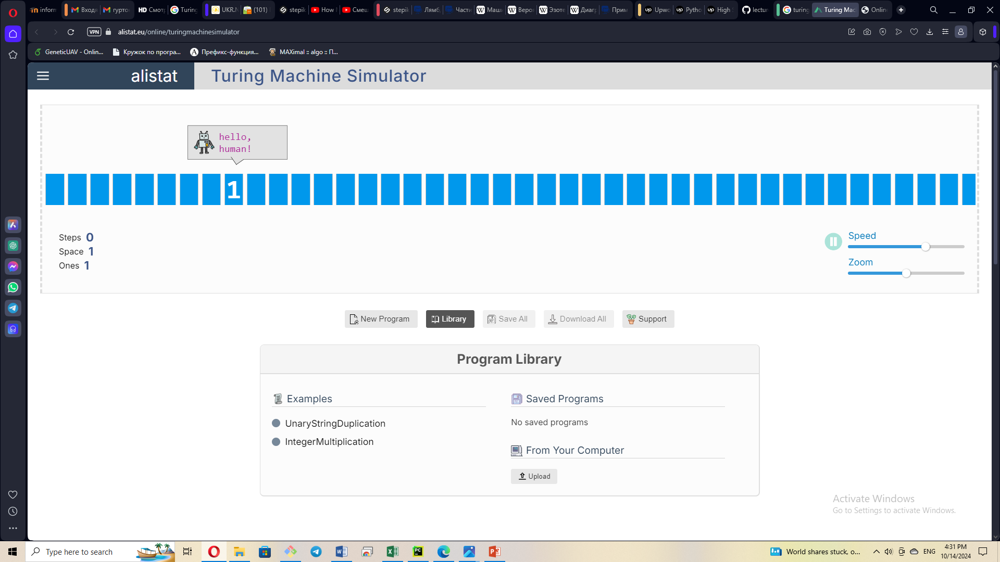 inform
Входя
гурто
HD Смотр
Turing
UKR.N
(101)
stepik
How
Смеш
stepik
Лямб
Части
Маши
Веро
Эзоте
Диагр
Прим
Upwo
Pytho
High
lectur
turing
Turing Mac
Onlin
VPN
alistat.eu/online/turingmachinesimulator
GeneticUAV - Onlin...
Кружок по програ...
Префикс-функция...
MAXimal :: algo :: П...
alistat
Turing Machine Simulator
hello,
human!
1
Steps 0
Space 1
Ones 1
Speed
Zoom
New Program
Library
Save All
Download All
Support
Program Library
Examples
Saved Programs
UnaryStringDuplication
No saved programs
IntegerMultiplication
From Your Computer
Upload
Activate Windows
Go to Settings to activate Windows.
Type here to search
World shares stuck, o...
ENG
4:31 PM
10/14/2024